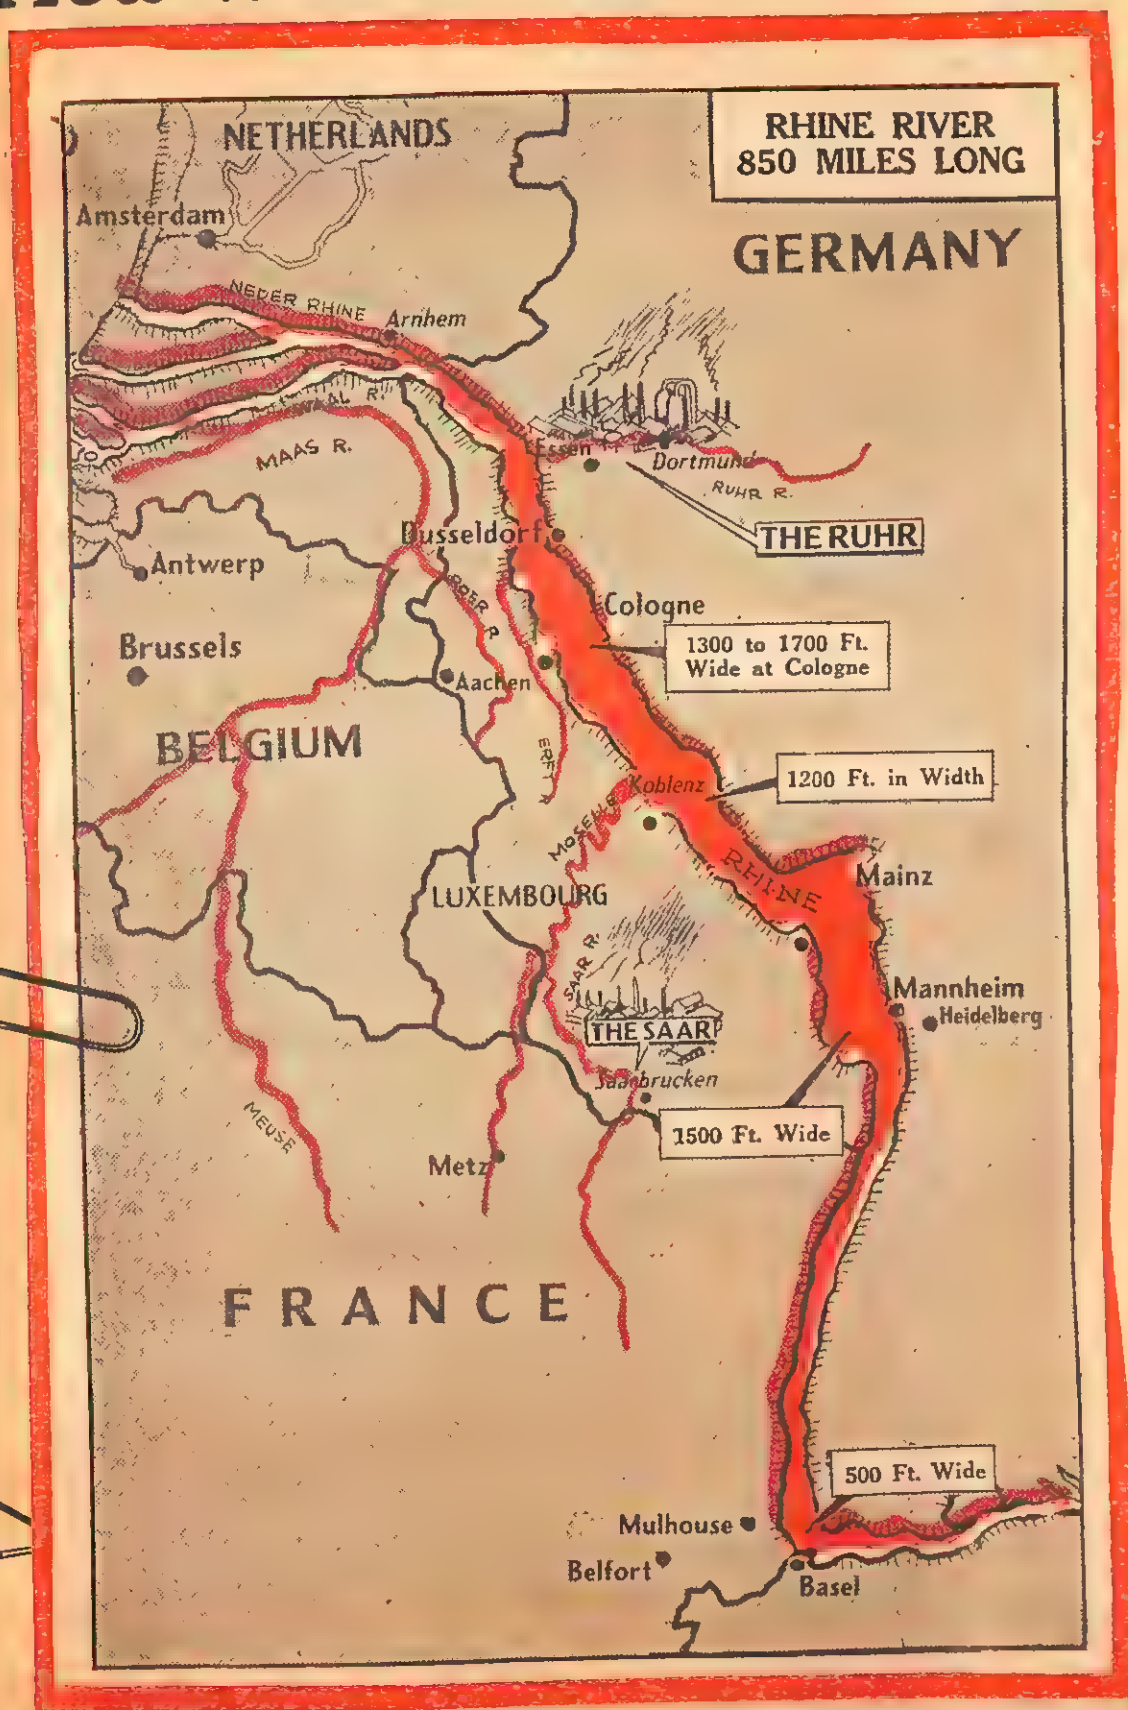 RHINE RIVER
850 MILES LONG
NETHERLANDS
Amsterdam
GERMANY
NEDER RHINE
Arnhem
WAAL R.
MAAS R.
Essen
Dortmund
RUHR R.
THE RUHR
Dusseldorf
Antwerp
ROER R.
Cologne
1300 to 1700 Ft.
Wide at Cologne
Brussels
Aachen
BELGIUM
ERFT R
1200 Ft. in Width
Koblenz
MOSELLE
RHINE
Mainz
LUXEMBOURG
SAAR R.
Mannheim
Heidelberg
THE SAAR
Saarbrucken
MEUSE
1500 Ft. Wide
Metz
FRANCE
500 Ft. Wide
Mulhouse
Belfort
Basel